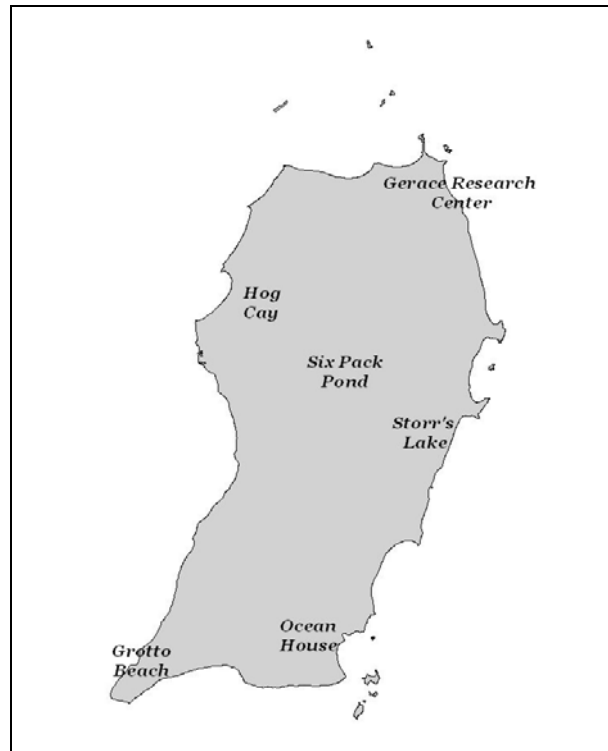 Gerace Research
Center
Hog
Cay
Six Pack
Pond
Storr's
Lake
Ocean
House
Grotto
Beach